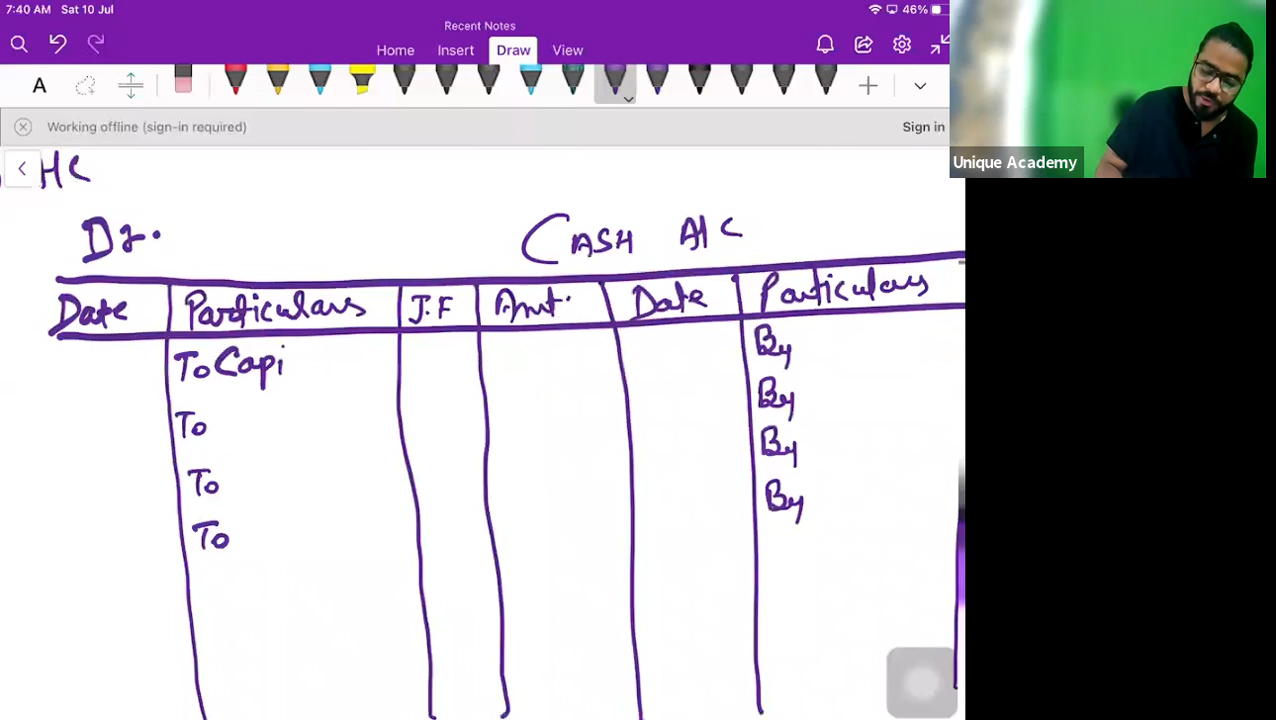 7:40 AM Sat 10 Jul 46%
Recent Notes
Home Insert Draw View
A
Working offline (sign-in required) Sign in
Unique Academy
Dr.
CASH A/C
Date Particulars J.F Amt. Date Particulars
To Capi By
To By
To By
To By